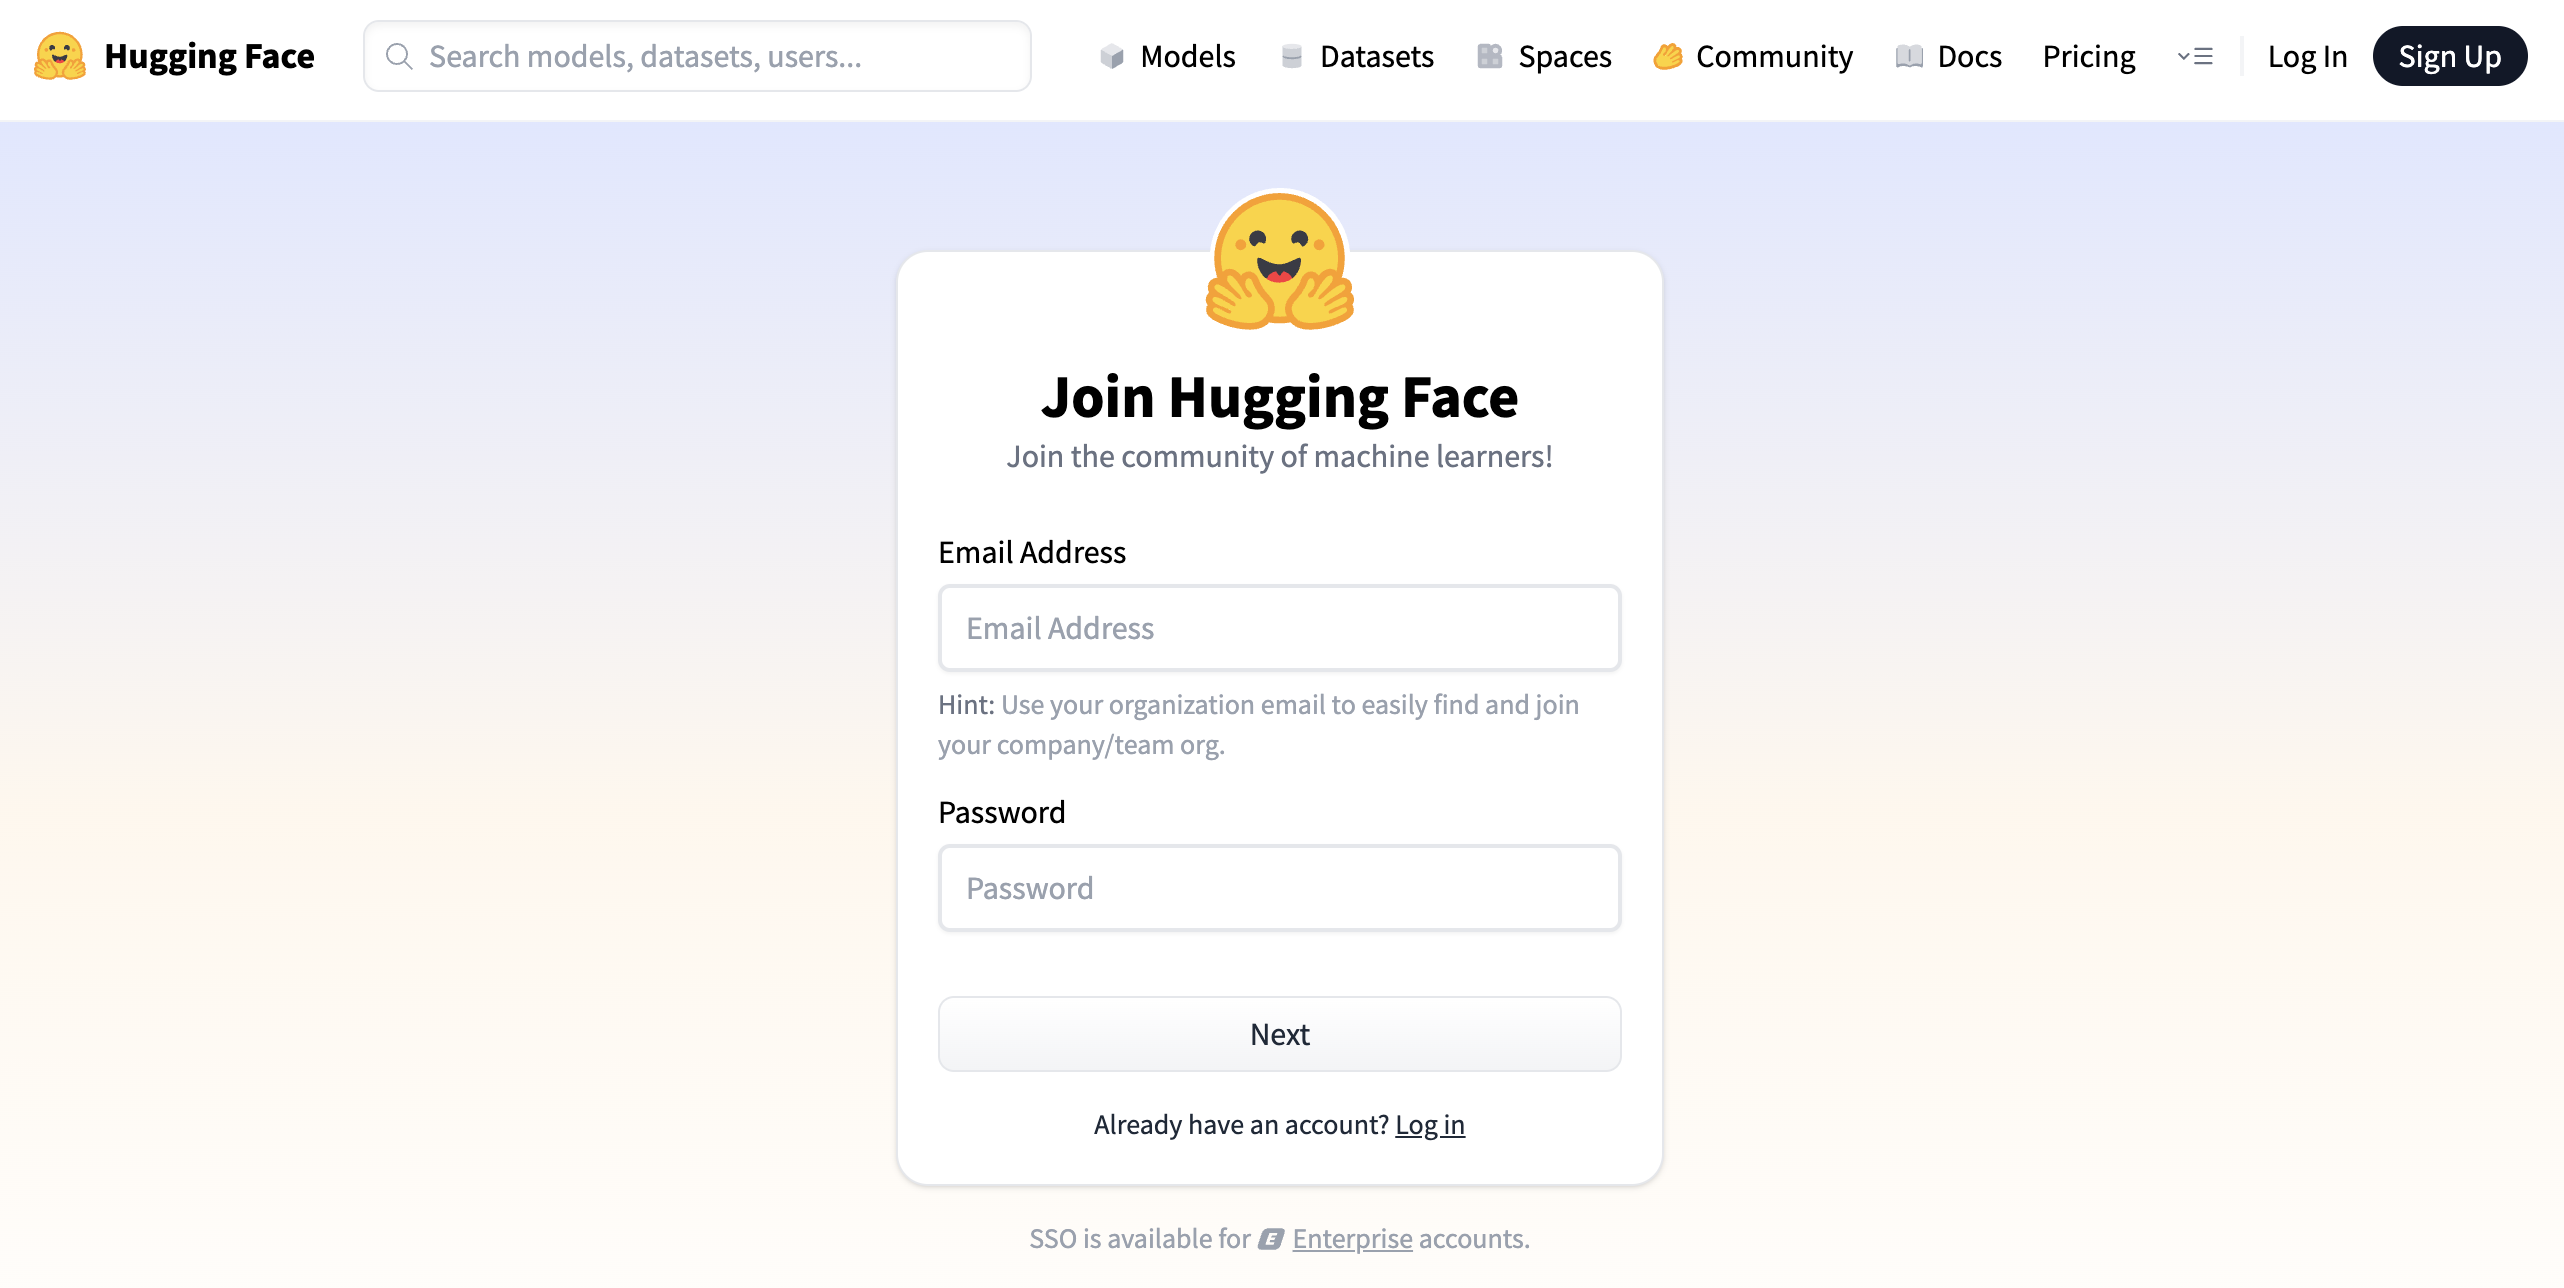 Hugging Face
Search models, datasets, users...
Models
Datasets
Spaces
Community
Docs
Pricing
Log In
Sign Up
Join Hugging Face
Join the community of machine learners!
Email Address
Email Address
Hint: Use your organization email to easily find and join
your company/team org.
Password
Password
Next
Already have an account? Log in
SSO is available for E Enterprise accounts.